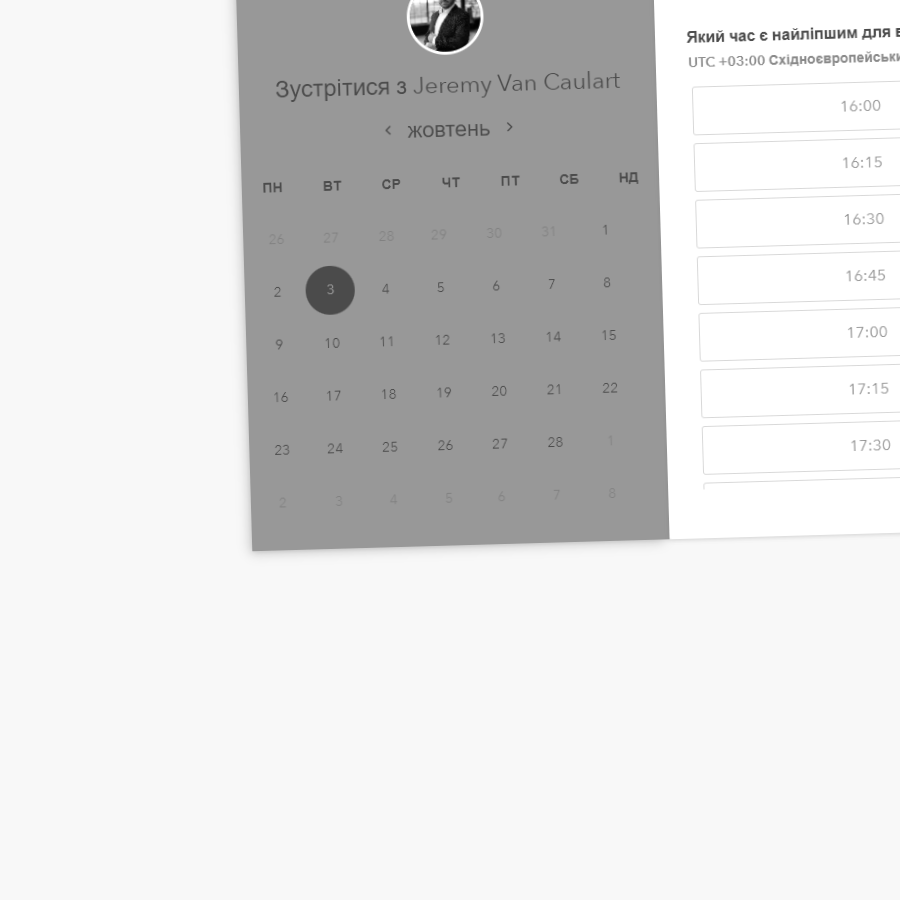 Зустрітися з Jeremy Van Caulart
‹ жовтень ›
ПН ВТ СР ЧТ ПТ СБ НД
26 27 28 29 30 31 1
2 3 4 5 6 7 8
9 10 11 12 13 14 15
16 17 18 19 20 21 22
23 24 25 26 27 28 1
2 3 4 5 6 7 8
Який час є найліпшим для
UTC +03:00
16:00
16:15
16:30
16:45
17:00
17:15
17:30